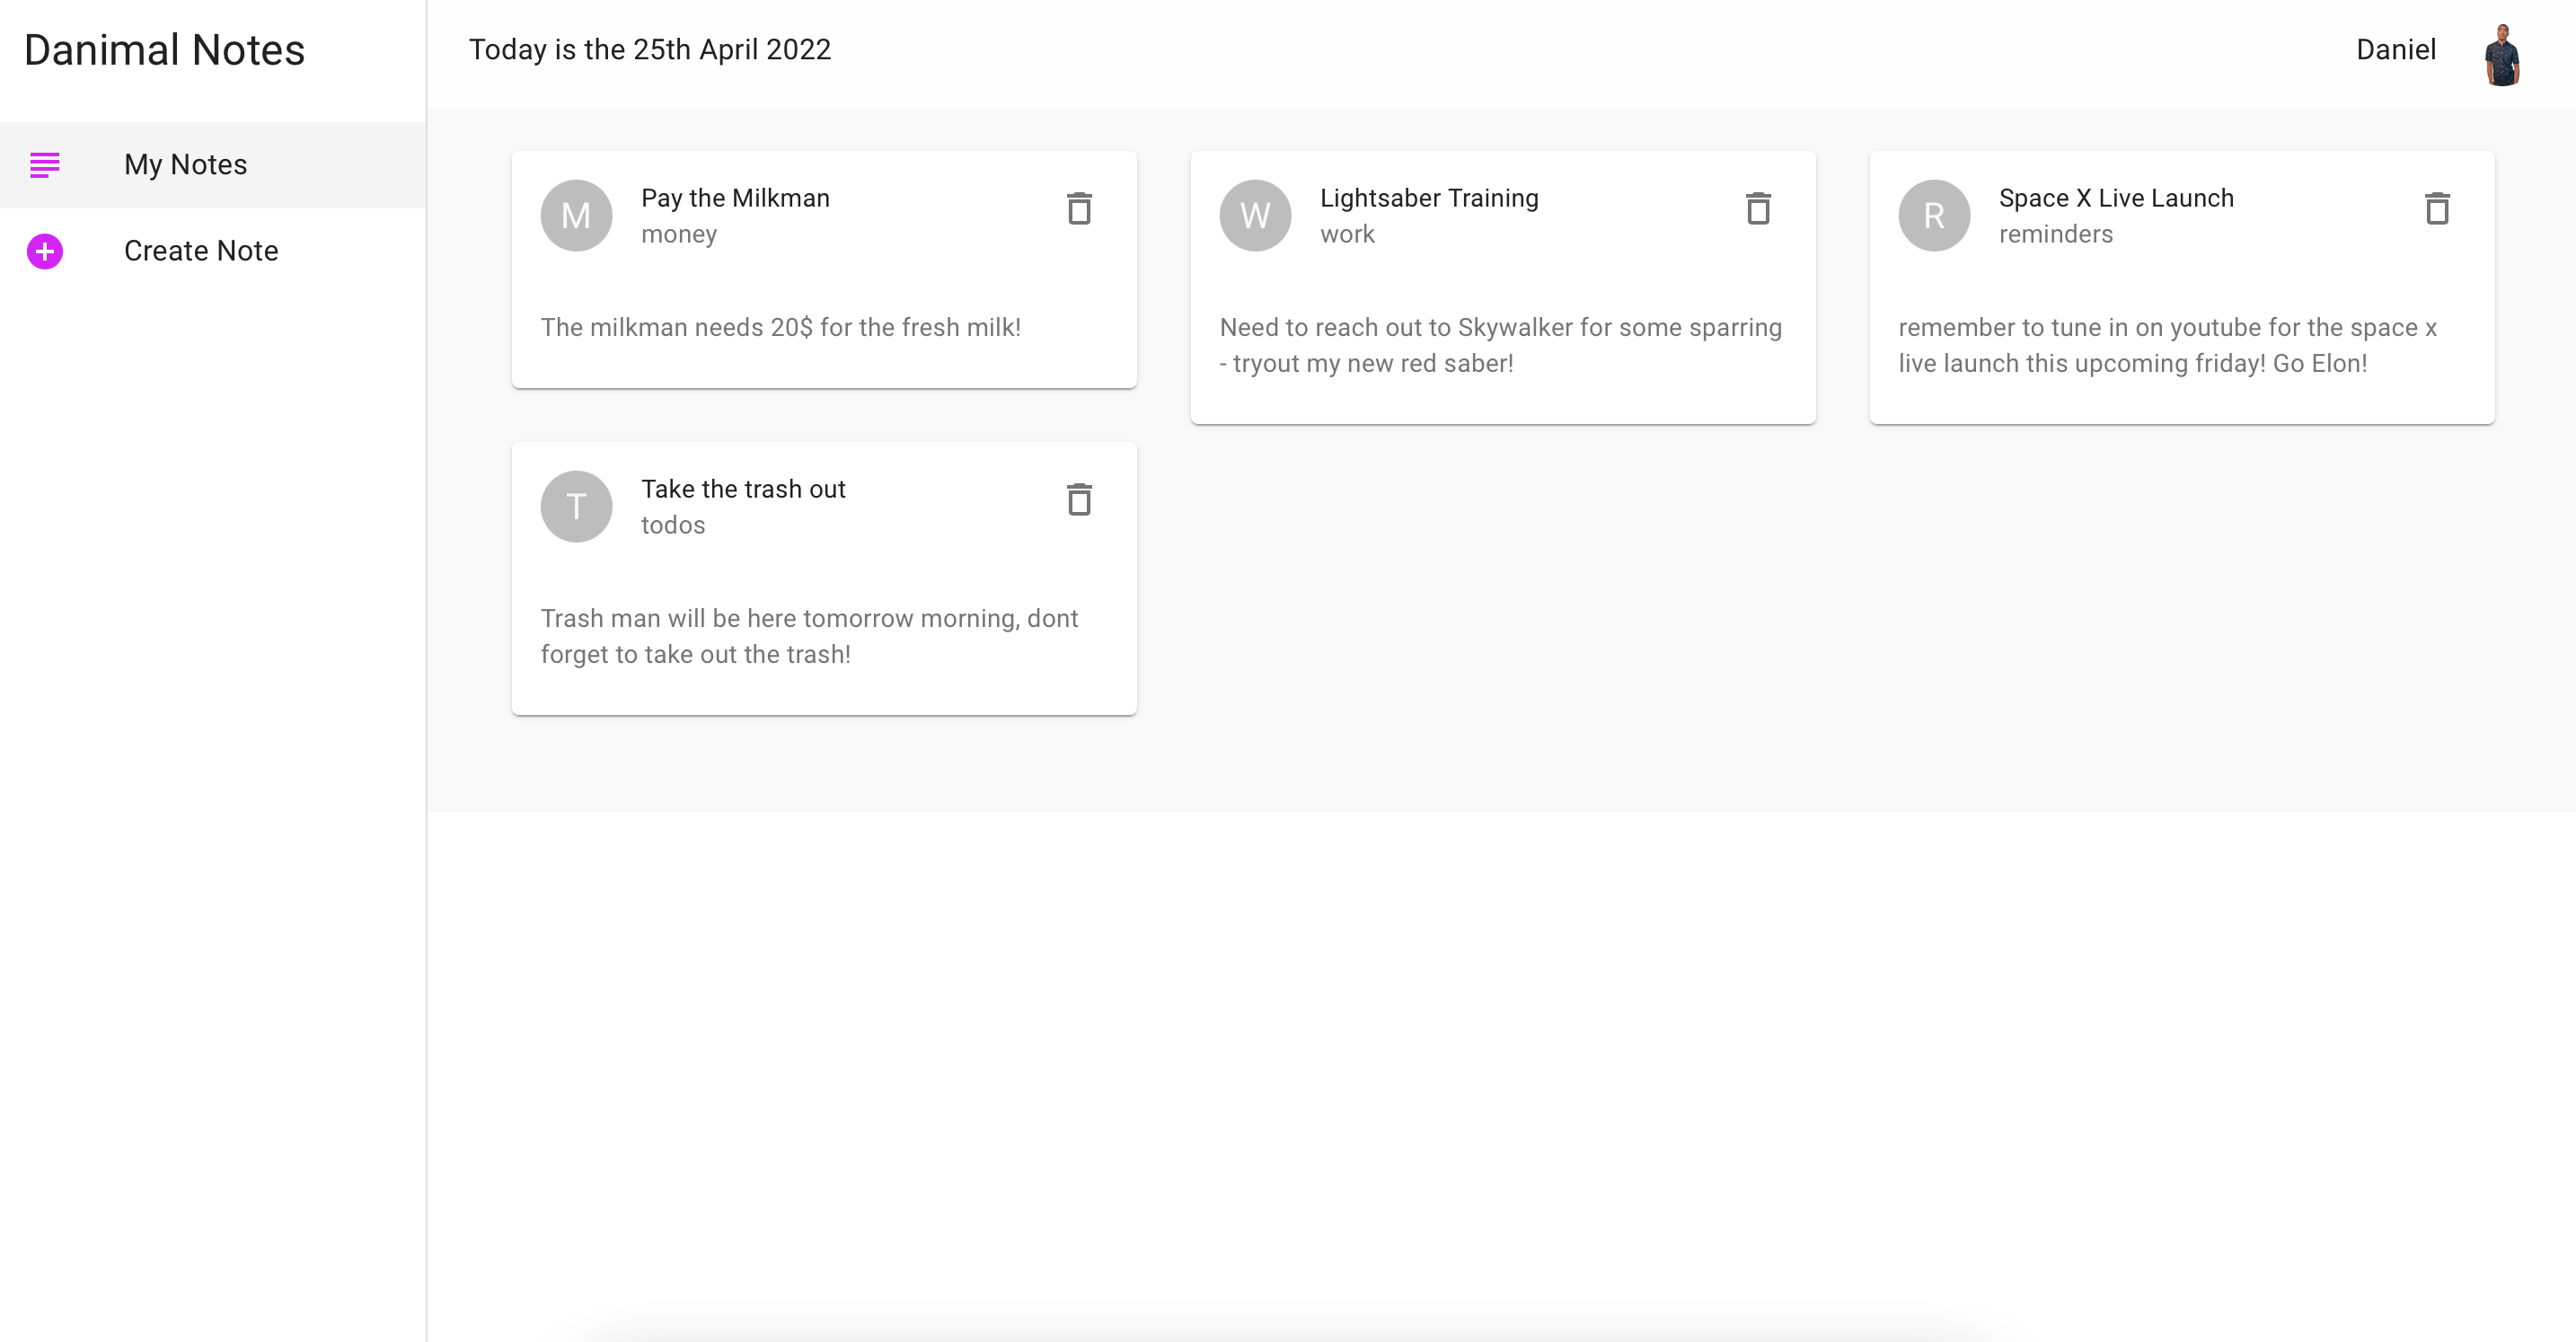 Danimal Notes
My Notes
Create Note
Today is the 25th April 2022
Daniel
M
Pay the Milkman
money
The milkman needs 20$ for the fresh milk!
W
Lightsaber Training
work
Need to reach out to Skywalker for some sparring
- tryout my new red saber!
R
Space X Live Launch
reminders
remember to tune in on youtube for the space x
live launch this upcoming friday! Go Elon!
T
Take the trash out
todos
Trash man will be here tomorrow morning, dont
forget to take out the trash!